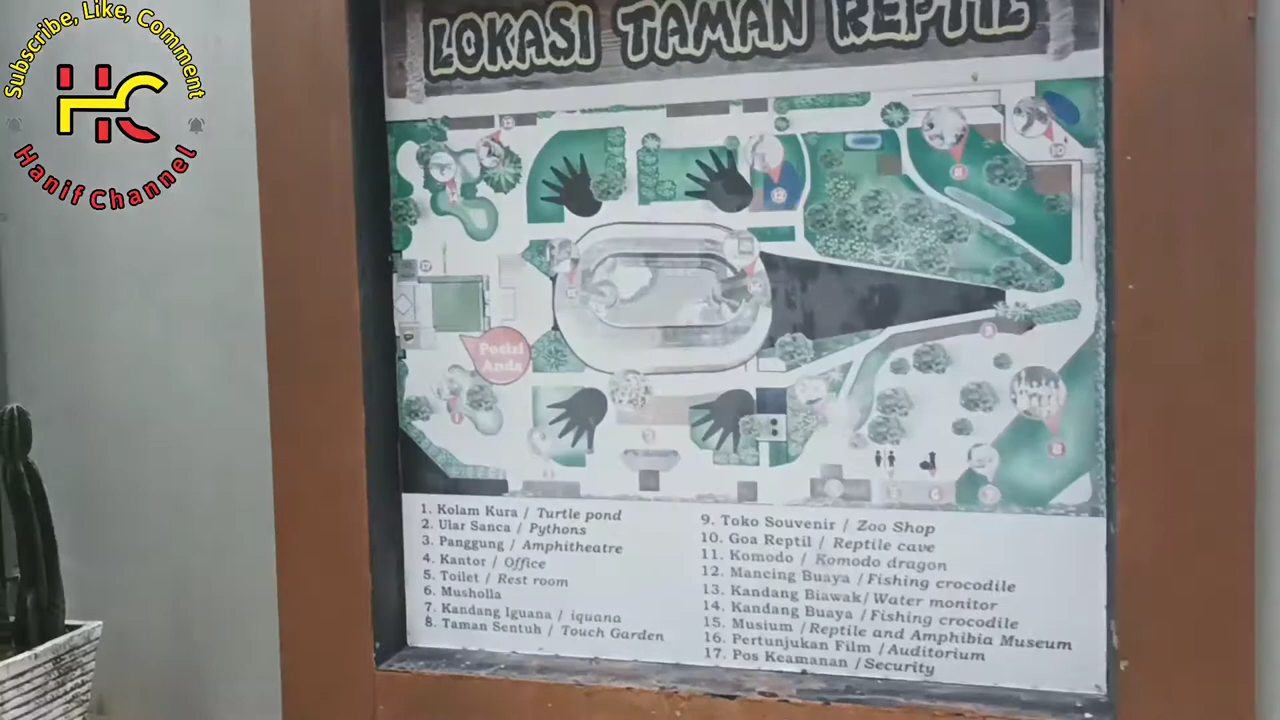 Subscribe, Like, Comment
HC
Hanif Channel
LOKASI TAMAN REPTIL
Posisi
Anda
1. Kolam Kura / Turtle pond
2. Ular Sanca / Pythons
3. Panggung / Amphitheatre
4. Kantor / Office
5. Toilet / Rest room
6. Musholla
7. Kandang Iguana / iquana
8. Taman Sentuh / Touch Garden
9. Toko Souvenir / Zoo Shop
10. Goa Reptil / Reptile cave
11. Komodo / Komodo dragon
12. Mancing Buaya / Fishing crocodile
13. Kandang Biawak / Water monitor
14. Kandang Buaya / Fishing crocodile
15. Musium / Reptile and Amphibia Museum
16. Pertunjukan Film / Auditorium
17. Pos Keamanan / Security